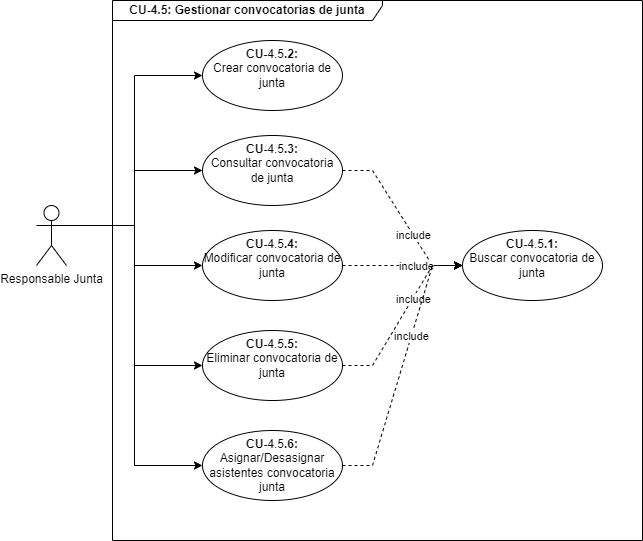 CU-4.5: Gestionar convocatorias de junta
CU-4.5.2:
Crear convocatoria de
junta
CU-4.5.3:
Consultar convocatoria
de junta
include
CU-4.5.4:
Modificar convocatoria de
junta
include
CU-4.5.1:
Buscar convocatoria de
junta
Responsable Junta
include
include
CU-4.5.5:
Eliminar convocatoria de
junta
CU-4.5.6:
Asignar/Desasignar
asistentes convocatoria
junta